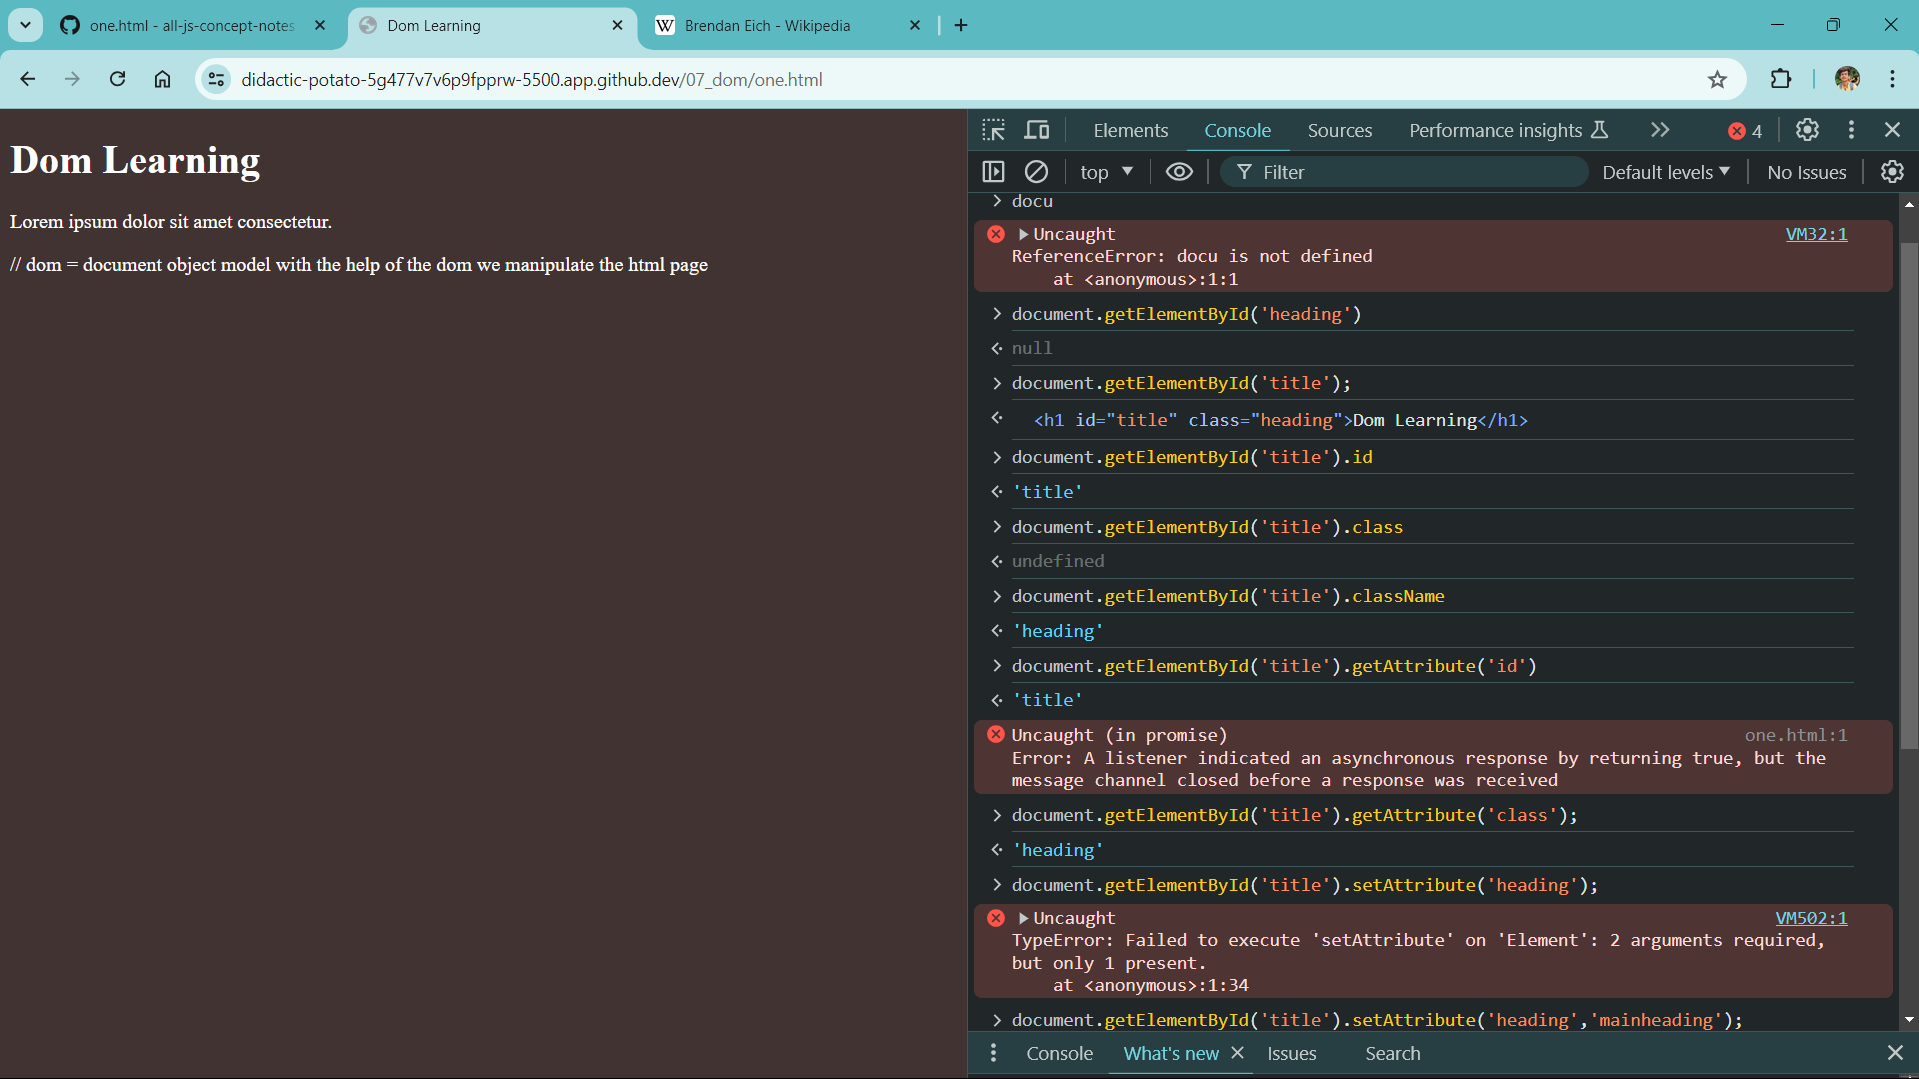 one.html - all-js-concept-notes
Dom Learning
W
Brendan Eich - Wikipedia
didactic-potato-5g477v7v6p9fpprw-5500.app.github.dev/07_dom/one.html
Dom Learning
Lorem ipsum dolor sit amet consectetur.
// dom = document object model with the help of the dom we manipulate the html page
Elements
Console
Sources
Performance insights
4
top
Filter
Default levels
No Issues
docu
Uncaught VM32:1
ReferenceError: docu is not defined
at <anonymous>:1:1
document.getElementById('heading')
null
document.getElementById('title');
<h1 id="title" class="heading">Dom Learning</h1>
document.getElementById('title').id
'title'
document.getElementById('title').class
undefined
document.getElementById('title').className
'heading'
document.getElementById('title').getAttribute('id')
'title'
Uncaught (in promise) one.html:1
Error: A listener indicated an asynchronous response by returning true, but the
message channel closed before a response was received
document.getElementById('title').getAttribute('class');
'heading'
document.getElementById('title').setAttribute('heading');
Uncaught VM502:1
TypeError: Failed to execute 'setAttribute' on 'Element': 2 arguments required,
but only 1 present.
at <anonymous>:1:34
document.getElementById('title').setAttribute('heading','mainheading');
Console
What's new
Issues
Search